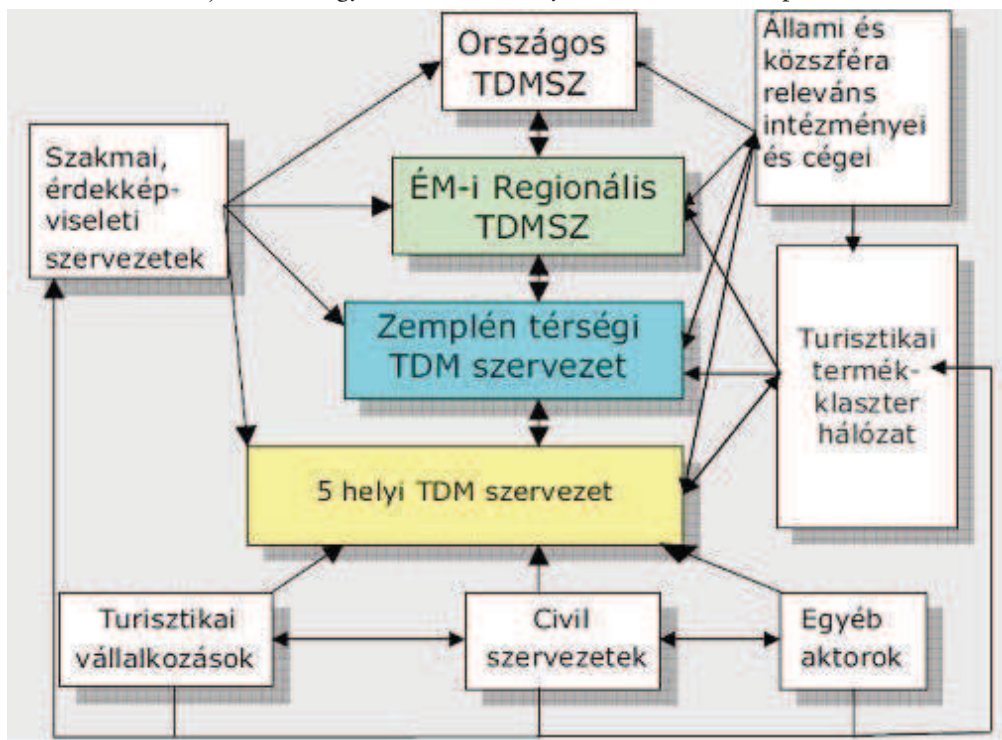 Országos
TDMSZ
Állami és
közszféra
releváns
intézményei
és cégei
Szakmai,
érdekkép-
viseleti
szervezetek
ÉM-i Regionális
TDMSZ
Zemplén térségi
TDM szervezet
Turisztikai
termék-
klaszter
hálózat
5 helyi TDM szervezet
Turisztikai
vállalkozások
Civil
szervezetek
Egyéb
aktorok